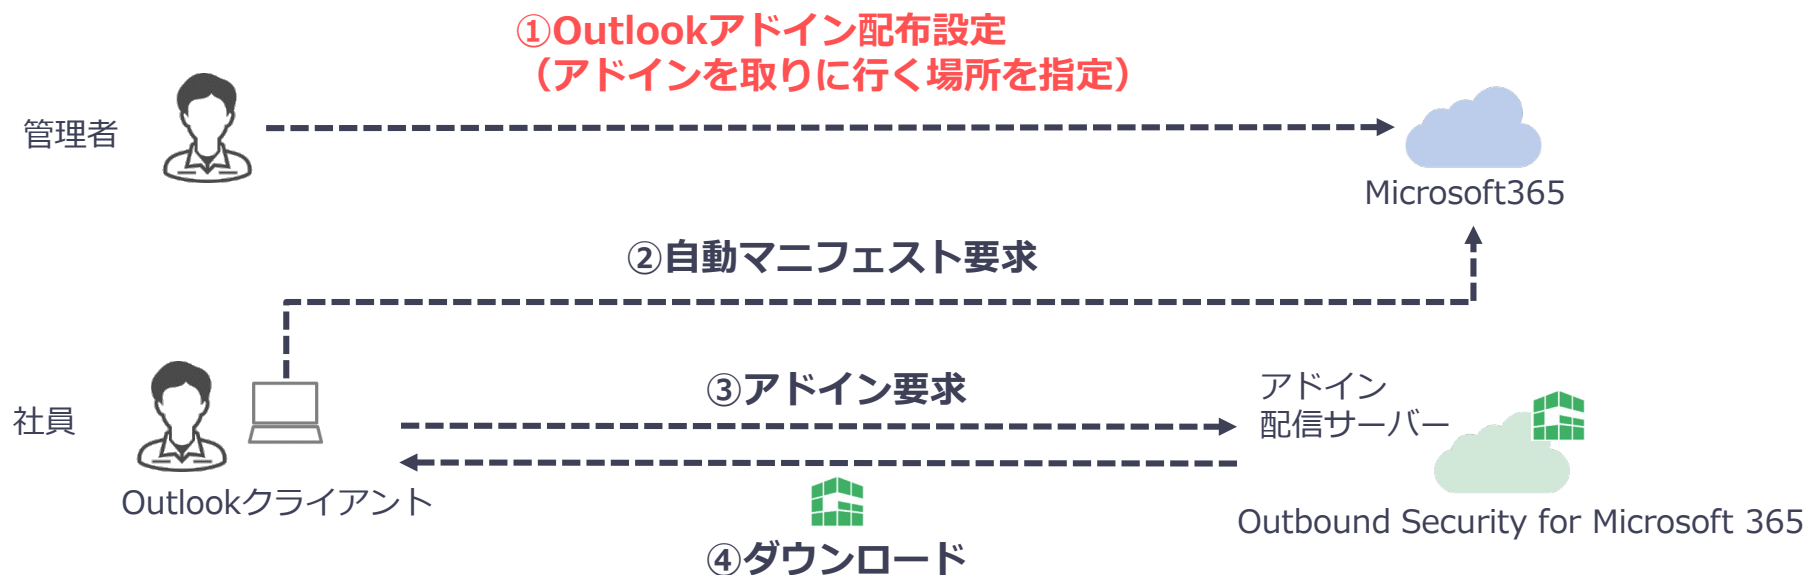 ①Outlookアドイン配布設定
（アドインを取りに行く場所を指定）
管理者
Microsoft365
②自動マニフェスト要求
③アドイン要求
アドイン
配信サーバー
社員
Outlookクライアント
Outbound Security for Microsoft 365
④ダウンロード